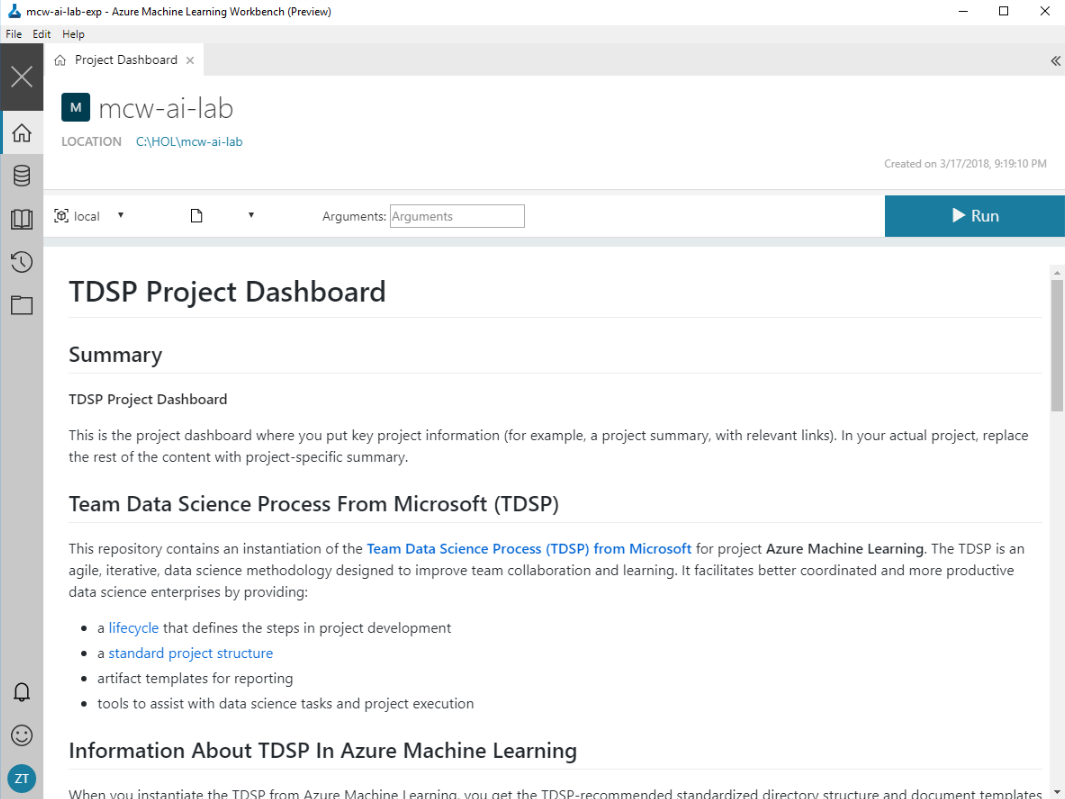 mcw-ai-lab-exp - Azure Machine Learning Workbench (Preview)
File Edit Help
Project Dashboard
M mcw-ai-lab
LOCATION C:\HOL\mcw-ai-lab
Created on 3/17/2018, 9:19:10 PM
local Arguments: Arguments Run
TDSP Project Dashboard
Summary
TDSP Project Dashboard
This is the project dashboard where you put key project information (for example, a project summary, with relevant links). In your actual project, replace
the rest of the content with project-specific summary.
Team Data Science Process From Microsoft (TDSP)
This repository contains an instantiation of the Team Data Science Process (TDSP) from Microsoft for project Azure Machine Learning. The TDSP is an
agile, iterative, data science methodology designed to improve team collaboration and learning. It facilitates better coordinated and more productive
data science enterprises by providing:
• a lifecycle that defines the steps in project development
• a standard project structure
• artifact templates for reporting
• tools to assist with data science tasks and project execution
Information About TDSP In Azure Machine Learning
When you instantiate the TDSP from Azure Machine Learning, you get the TDSP-recommended standardized directory structure and document templates
ZT